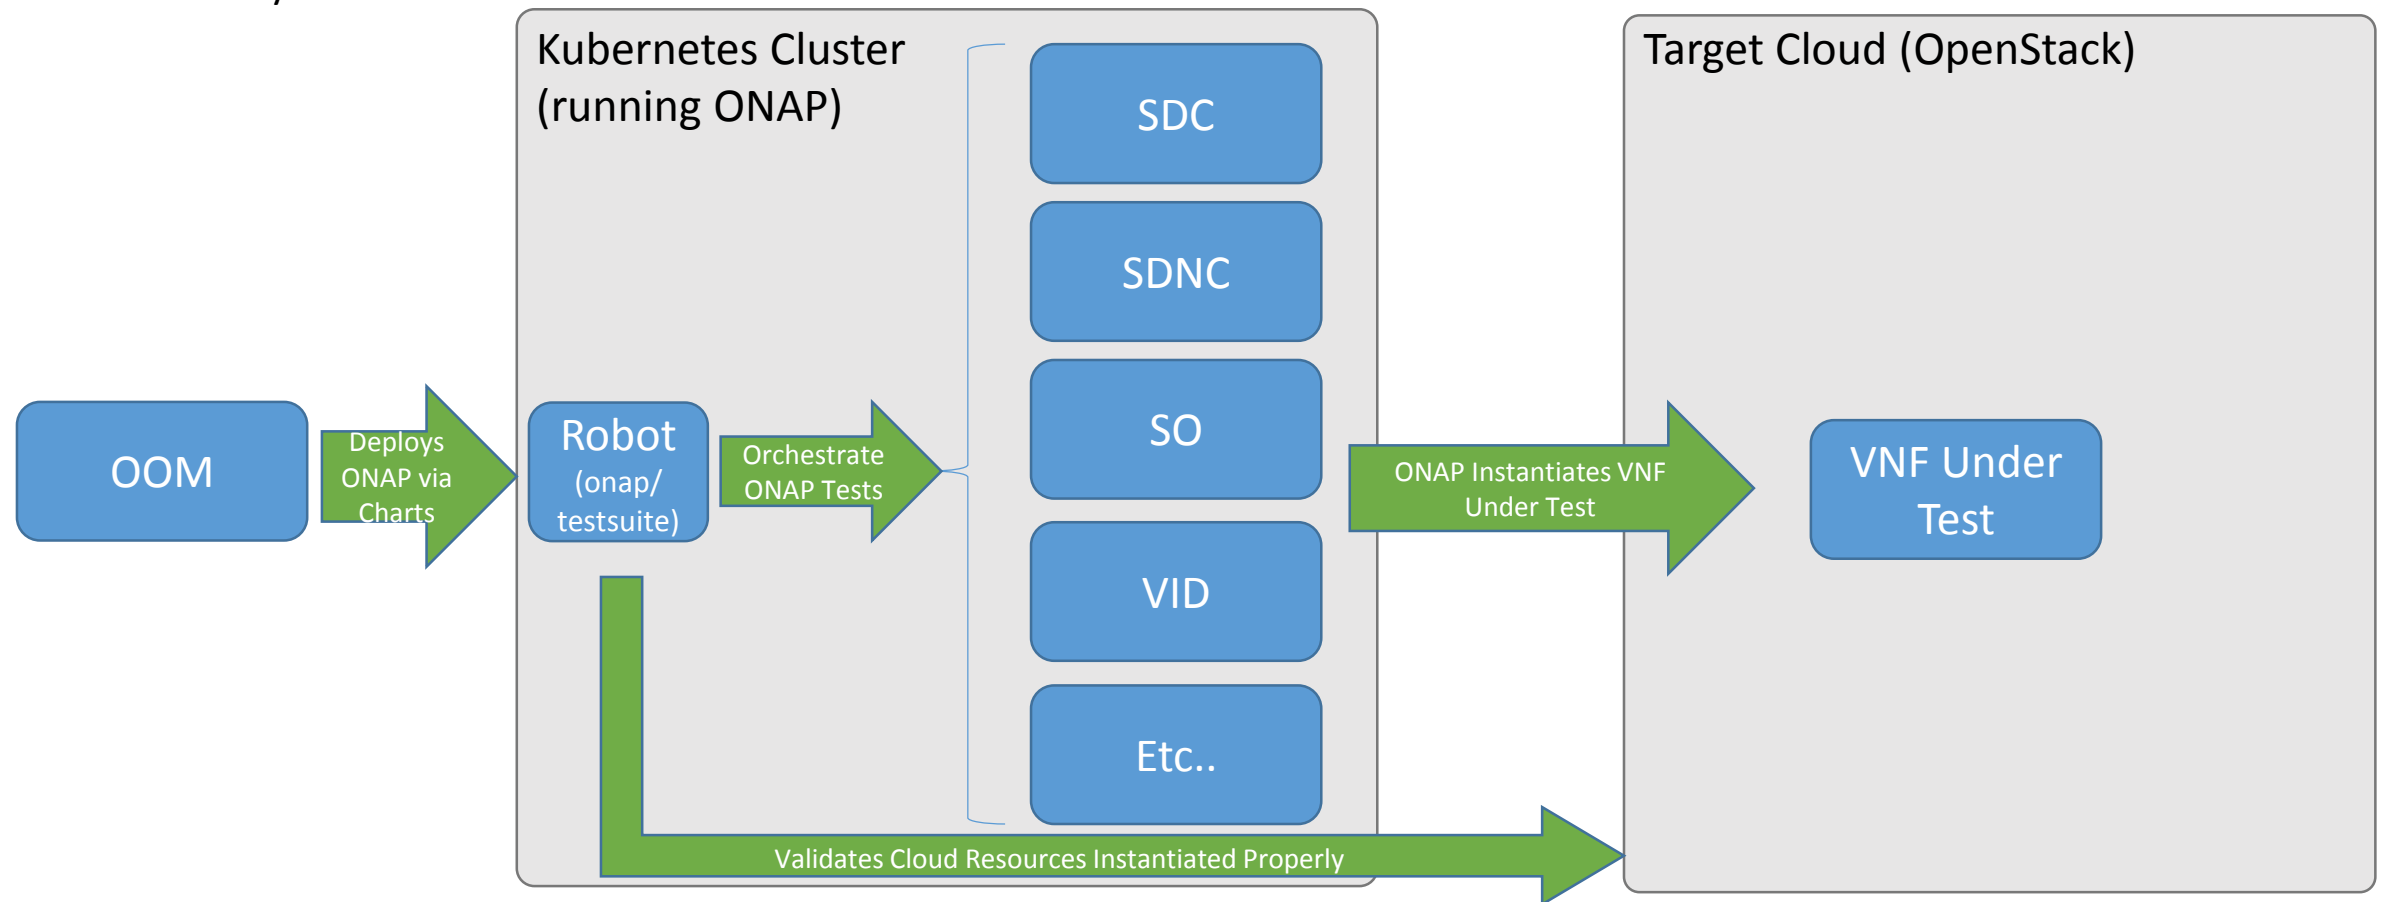 Kubernetes Cluster
(running ONAP)
Target Cloud (OpenStack)
SDC
SDNC
SO
VID
Etc..
OOM
Deploys
ONAP via
Charts
Robot
(onap/
testsuite)
Orchestrate
ONAP Tests
ONAP Instantiates VNF
Under Test
VNF Under
Test
Validates Cloud Resources Instantiated Properly